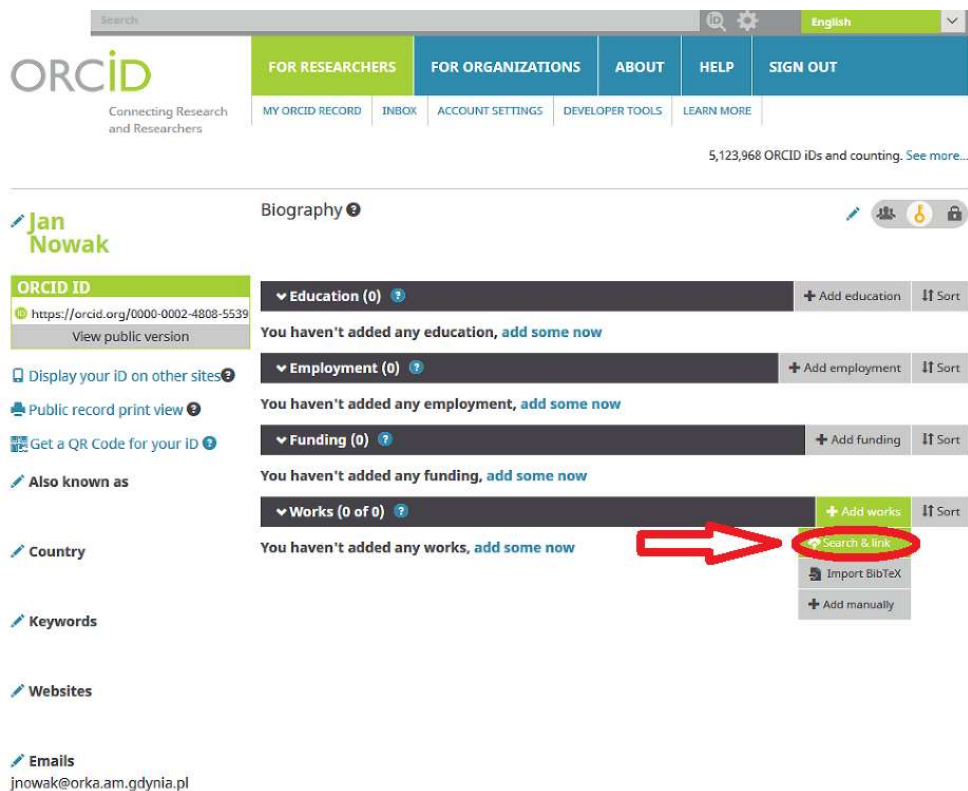 Search
English
ORCID
Connecting Research
and Researchers
FOR RESEARCHERS
FOR ORGANIZATIONS
ABOUT
HELP
SIGN OUT
MY ORCID RECORD
INBOX
ACCOUNT SETTINGS
DEVELOPER TOOLS
LEARN MORE
5,123,968 ORCID iDs and counting. See more...
Jan
Nowak
ORCID ID
iD https://orcid.org/0000-0002-4808-5539
View public version
Display your iD on other sites ?
Public record print view ?
Get a QR Code for your iD ?
Also known as
Country
Keywords
Websites
Emails
jnowak@orka.am.gdynia.pl
Biography ?
Education (0) ?
+ Add education
Sort
You haven't added any education, add some now
Employment (0) ?
+ Add employment
Sort
You haven't added any employment, add some now
Funding (0) ?
+ Add funding
Sort
You haven't added any funding, add some now
Works (0 of 0) ?
+ Add works
Sort
You haven't added any works, add some now
Search & link
Import BibTeX
+ Add manually